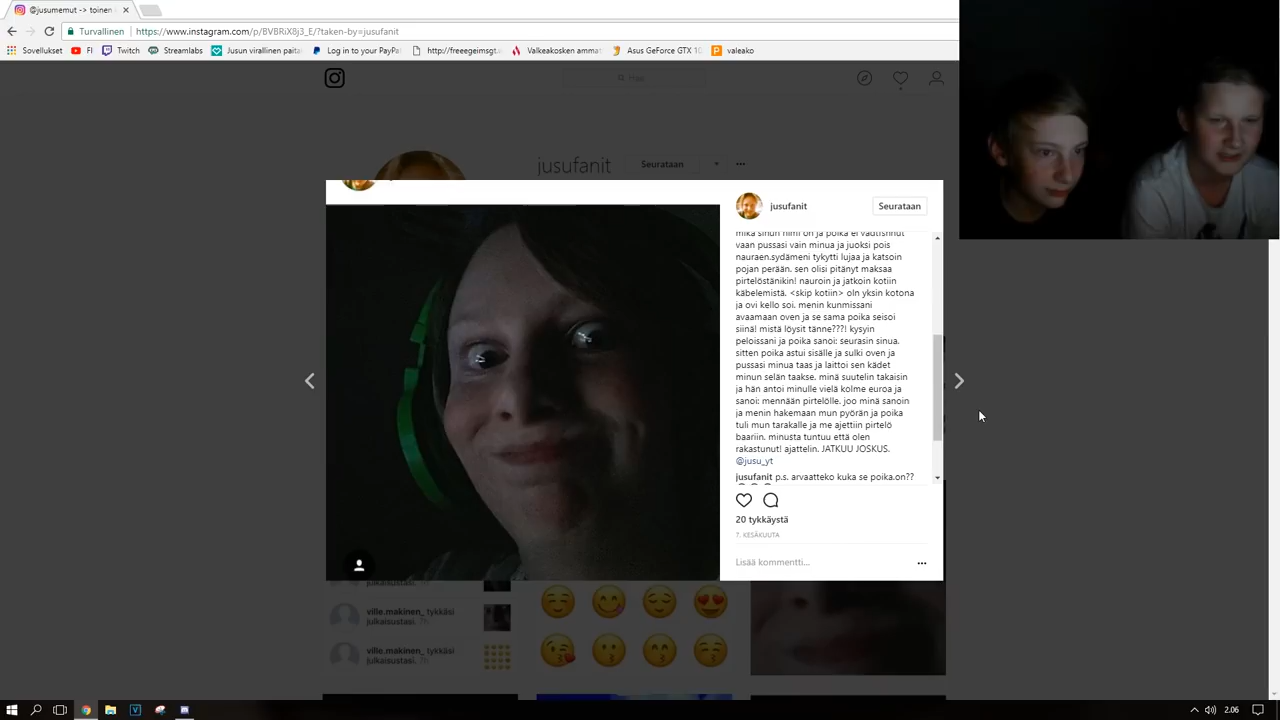 @jusumemut -> toinen
Turvallinen
https://www.instagram.com/p/BVBRiX8j3_E/?taken-by=jusufanit
Sovellukset FI Twitch Streamlabs Jusun virallinen paita Log in to your PayPa http://freeegeimsgt. Valkeakosken ammat Asus GeForce GTX 10 valeako
Hae
jusufanit Seurataan
jusufanit Seurataan
mikä sinun nimi on ja poika ei
vaan pussasi vain minua ja juoksi pois
nauraen.sydämeni tykytti lujaa ja katsoin
pojan perään. sen olisi pitänyt maksaa
pirtelöstänikin! nauroin ja jatkoin kotiin
käbelemistä. <skip kotiin> oln yksin kotona
ja ovi kello soi. menin kunmissani
avaamaan oven ja se sama poika seisoi
siinä! mistä löysit tänne???! kysyin
peloissani ja poika sanoi: seurasin sinua.
sitten poika astui sisälle ja sulki oven ja
pussasi minua taas ja laittoi sen kädet
minun selän taakse. minä suutelin takaisin
ja hän antoi minulle vielä kolme euroa ja
sanoi: mennään pirtelölle. joo minä sanoin
ja menin hakemaan mun pyörän ja poika
tuli mun tarakalle ja me ajettiin pirtelö
baariin. minusta tuntuu että olen
rakastunut! ajattelin. JATKUU JOSKUS.
@jusu_yt
jusufanit p.s. arvaatteko kuka se poika.on??
20 tykkäystä
7. KESÄKUUTA
Lisää kommentti...
julkaisustasi.
ville.makinen_ tykkäsi
julkaisustasi.
ville.makinen_ tykkäsi
julkaisustasi.
2.06